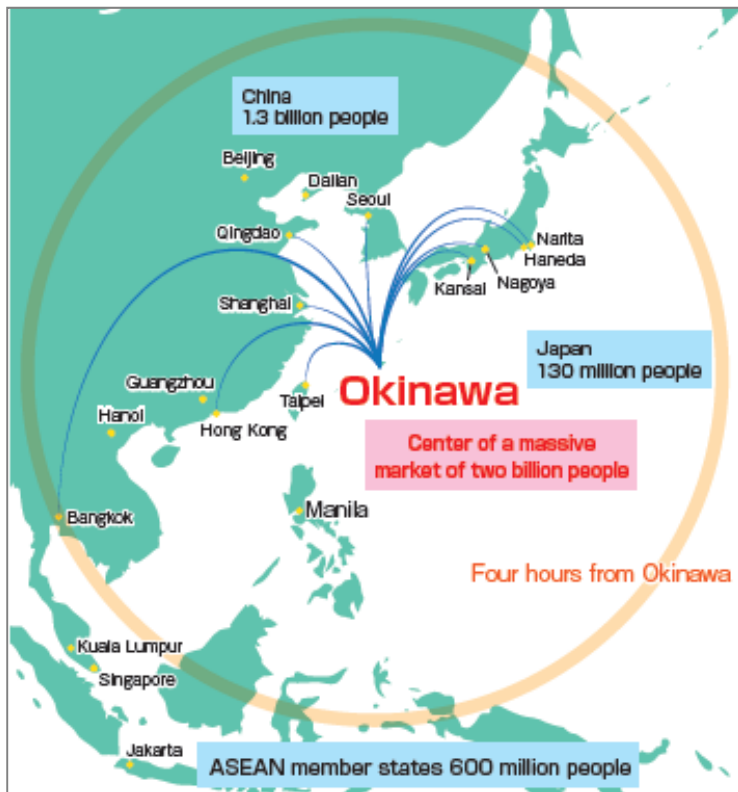 China
1.3 billion people
Beijing
Dalian
Seoul
Qingdao
Narita
Haneda
Nagoya
Kansai
Shanghai
Japan
130 million people
Okinawa
Guangzhou
Taipei
Hanoi
Hong Kong
Center of a massive
market of two billion people
Bangkok
Manila
Four hours from Okinawa
Kuala Lumpur
Singapore
Jakarta
ASEAN member states 600 million people